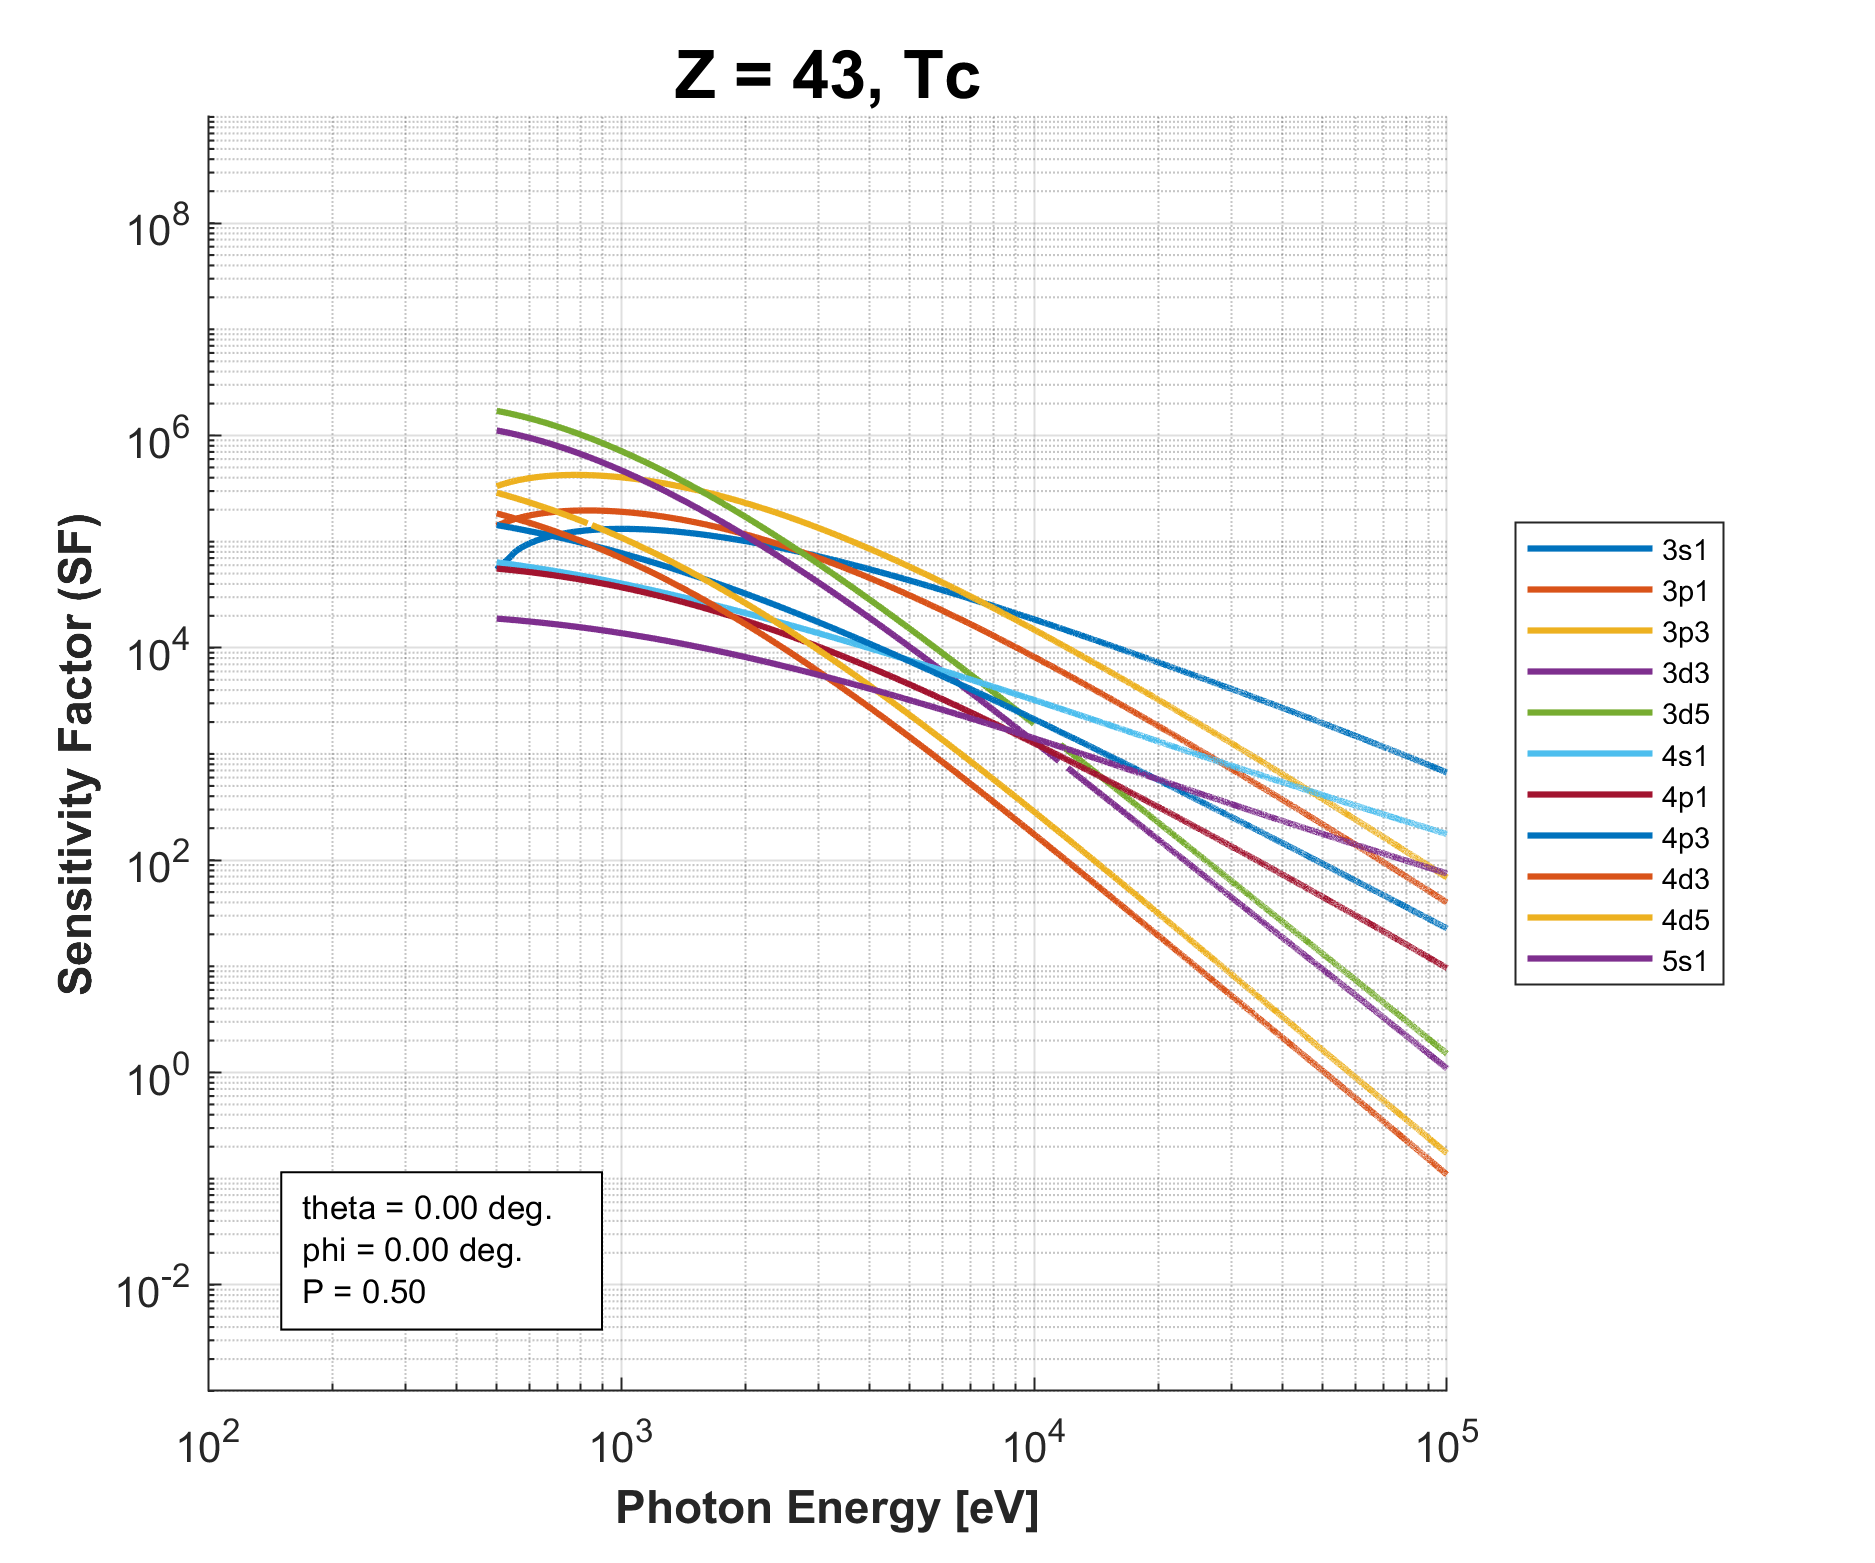 Z = 43, Tc
Sensitivity Factor (SF)
10^8
10^6
10^4
10^2
10^0
10^-2
theta = 0.00 deg.
phi = 0.00 deg.
P = 0.50
10^2 10^3 10^4 10^5
Photon Energy [eV]
3s1
3p1
3p3
3d3
3d5
4s1
4p1
4p3
4d3
4d5
5s1